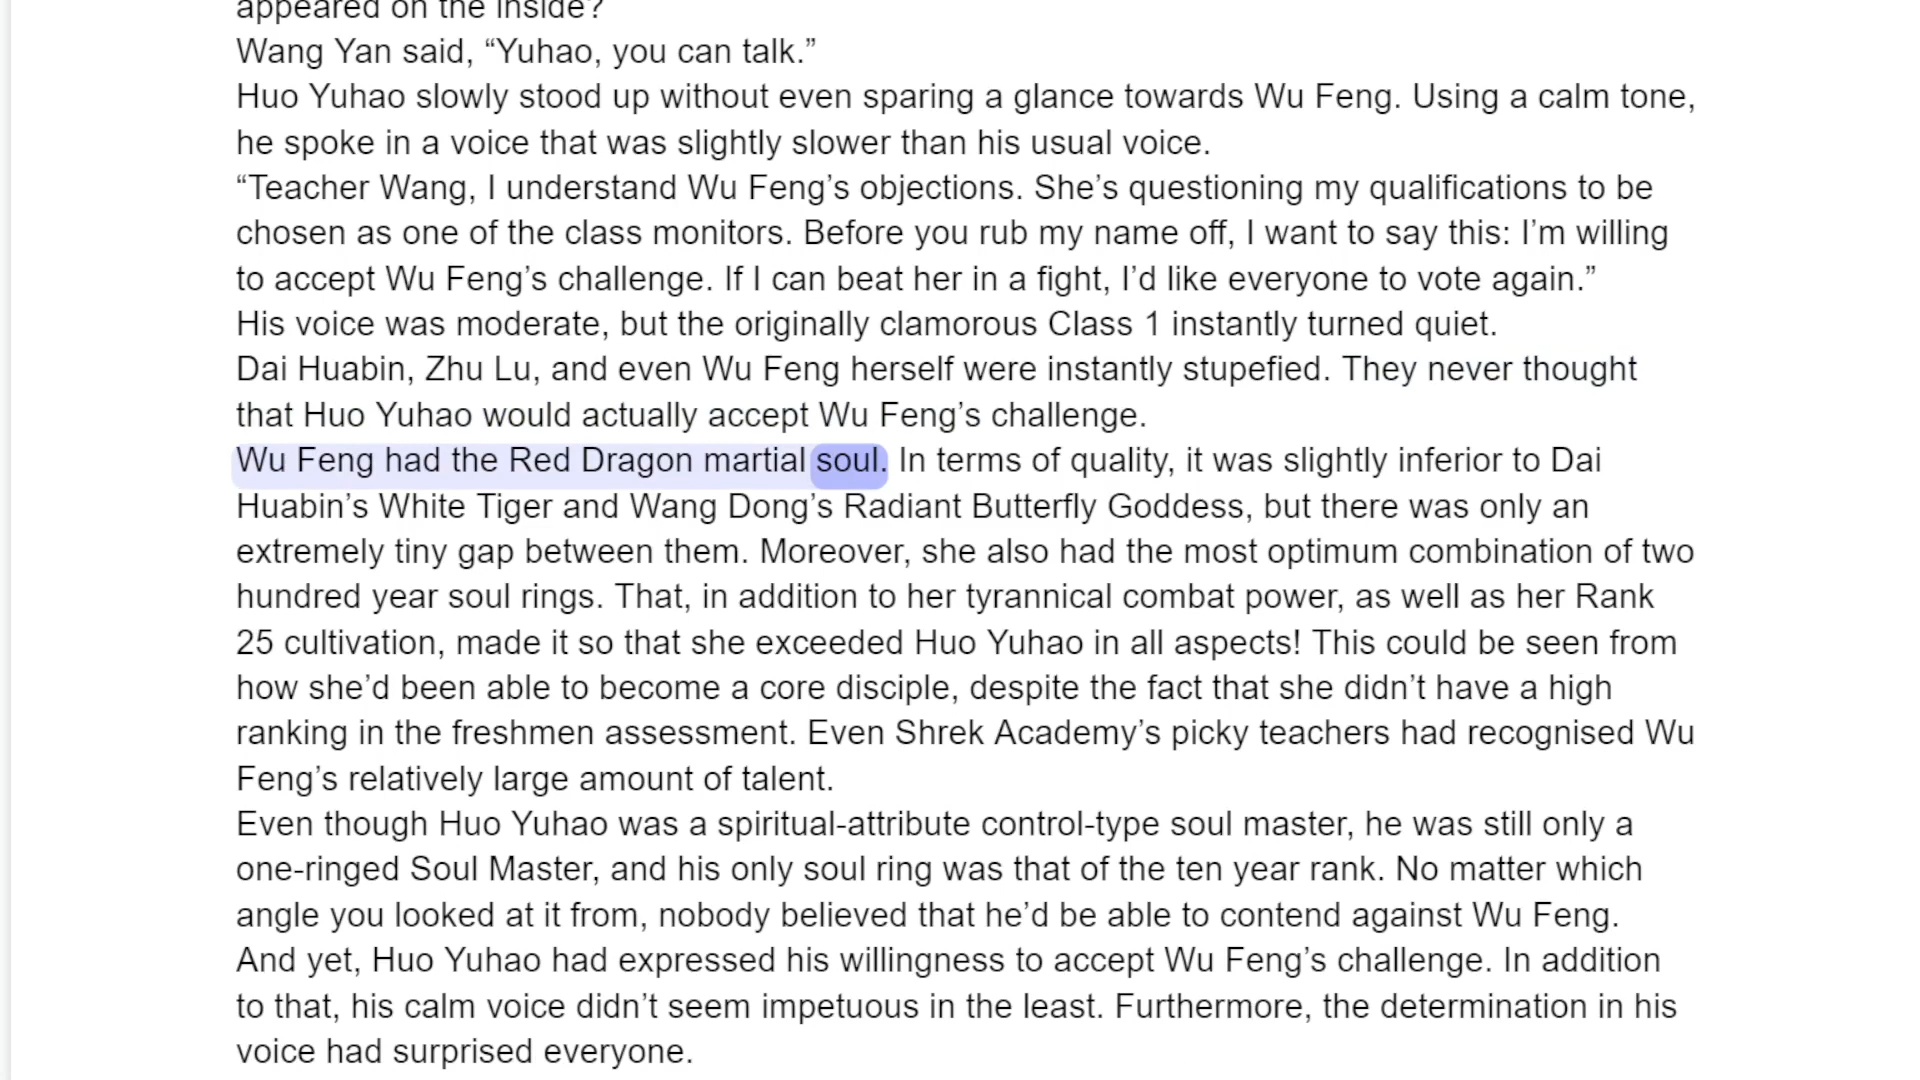 appeared on the inside?
Wang Yan said, “Yuhao, you can talk.”
Huo Yuhao slowly stood up without even sparing a glance towards Wu Feng. Using a calm tone,
he spoke in a voice that was slightly slower than his usual voice.
“Teacher Wang, I understand Wu Feng’s objections. She’s questioning my qualifications to be
chosen as one of the class monitors. Before you rub my name off, I want to say this: I’m willing
to accept Wu Feng’s challenge. If I can beat her in a fight, I’d like everyone to vote again.”
His voice was moderate, but the originally clamorous Class 1 instantly turned quiet.
Dai Huabin, Zhu Lu, and even Wu Feng herself were instantly stupefied. They never thought
that Huo Yuhao would actually accept Wu Feng’s challenge.
Wu Feng had the Red Dragon martial soul. In terms of quality, it was slightly inferior to Dai
Huabin’s White Tiger and Wang Dong’s Radiant Butterfly Goddess, but there was only an
extremely tiny gap between them. Moreover, she also had the most optimum combination of two
hundred year soul rings. That, in addition to her tyrannical combat power, as well as her Rank
25 cultivation, made it so that she exceeded Huo Yuhao in all aspects! This could be seen from
how she’d been able to become a core disciple, despite the fact that she didn’t have a high
ranking in the freshmen assessment. Even Shrek Academy’s picky teachers had recognised Wu
Feng’s relatively large amount of talent.
Even though Huo Yuhao was a spiritual-attribute control-type soul master, he was still only a
one-ringed Soul Master, and his only soul ring was that of the ten year rank. No matter which
angle you looked at it from, nobody believed that he’d be able to contend against Wu Feng.
And yet, Huo Yuhao had expressed his willingness to accept Wu Feng’s challenge. In addition
to that, his calm voice didn’t seem impetuous in the least. Furthermore, the determination in his
voice had surprised everyone.